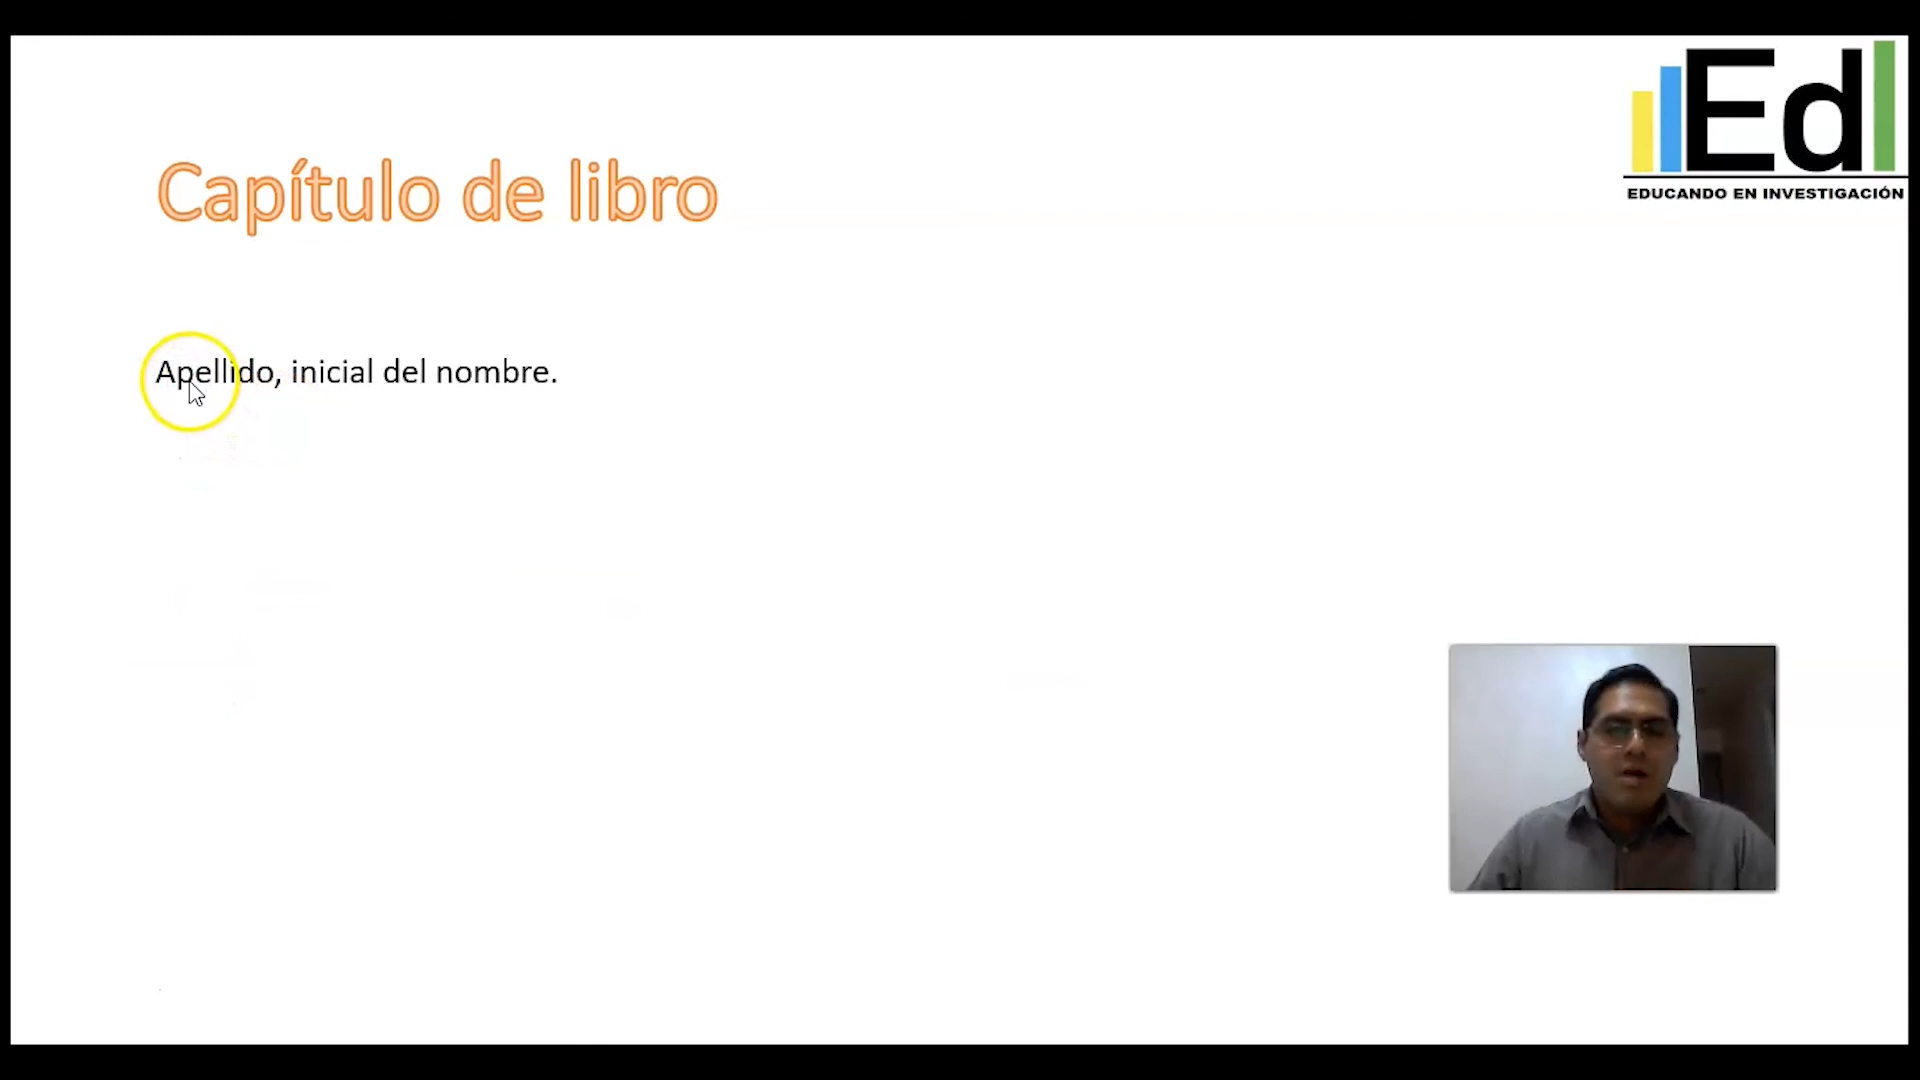 Ed
EDUCANDO EN INVESTIGACIÓN
Capítulo de libro
Apellido, inicial del nombre.